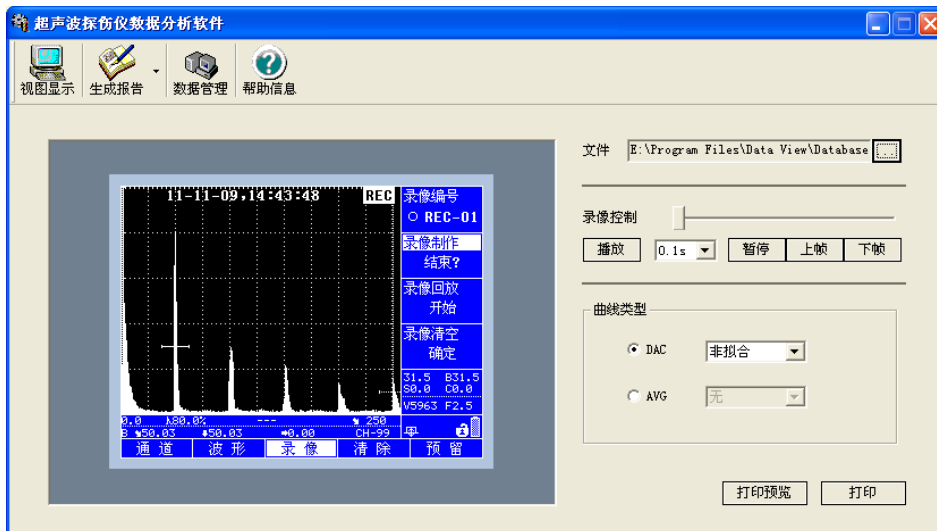 超声波探伤仪数据分析软件
视图显示 生成报告 数据管理 帮助信息
文件 E:\Program Files\Data View\Database ...
录像控制
播放 0.1s 暂停 上帧 下帧
曲线类型
DAC 非拟合
AVG 无
打印预览 打印
11-11-09,14:43:48 REC
录像编号
REC-01
录像制作
结束?
录像回放
开始
录像清空
确定
31.5 B31.5
S0.0 C0.0
V5963 F2.5
0.0 80.0% --- 250
B 50.03 50.03 0.00 CH-99
通道 波形 录像 清除 预留